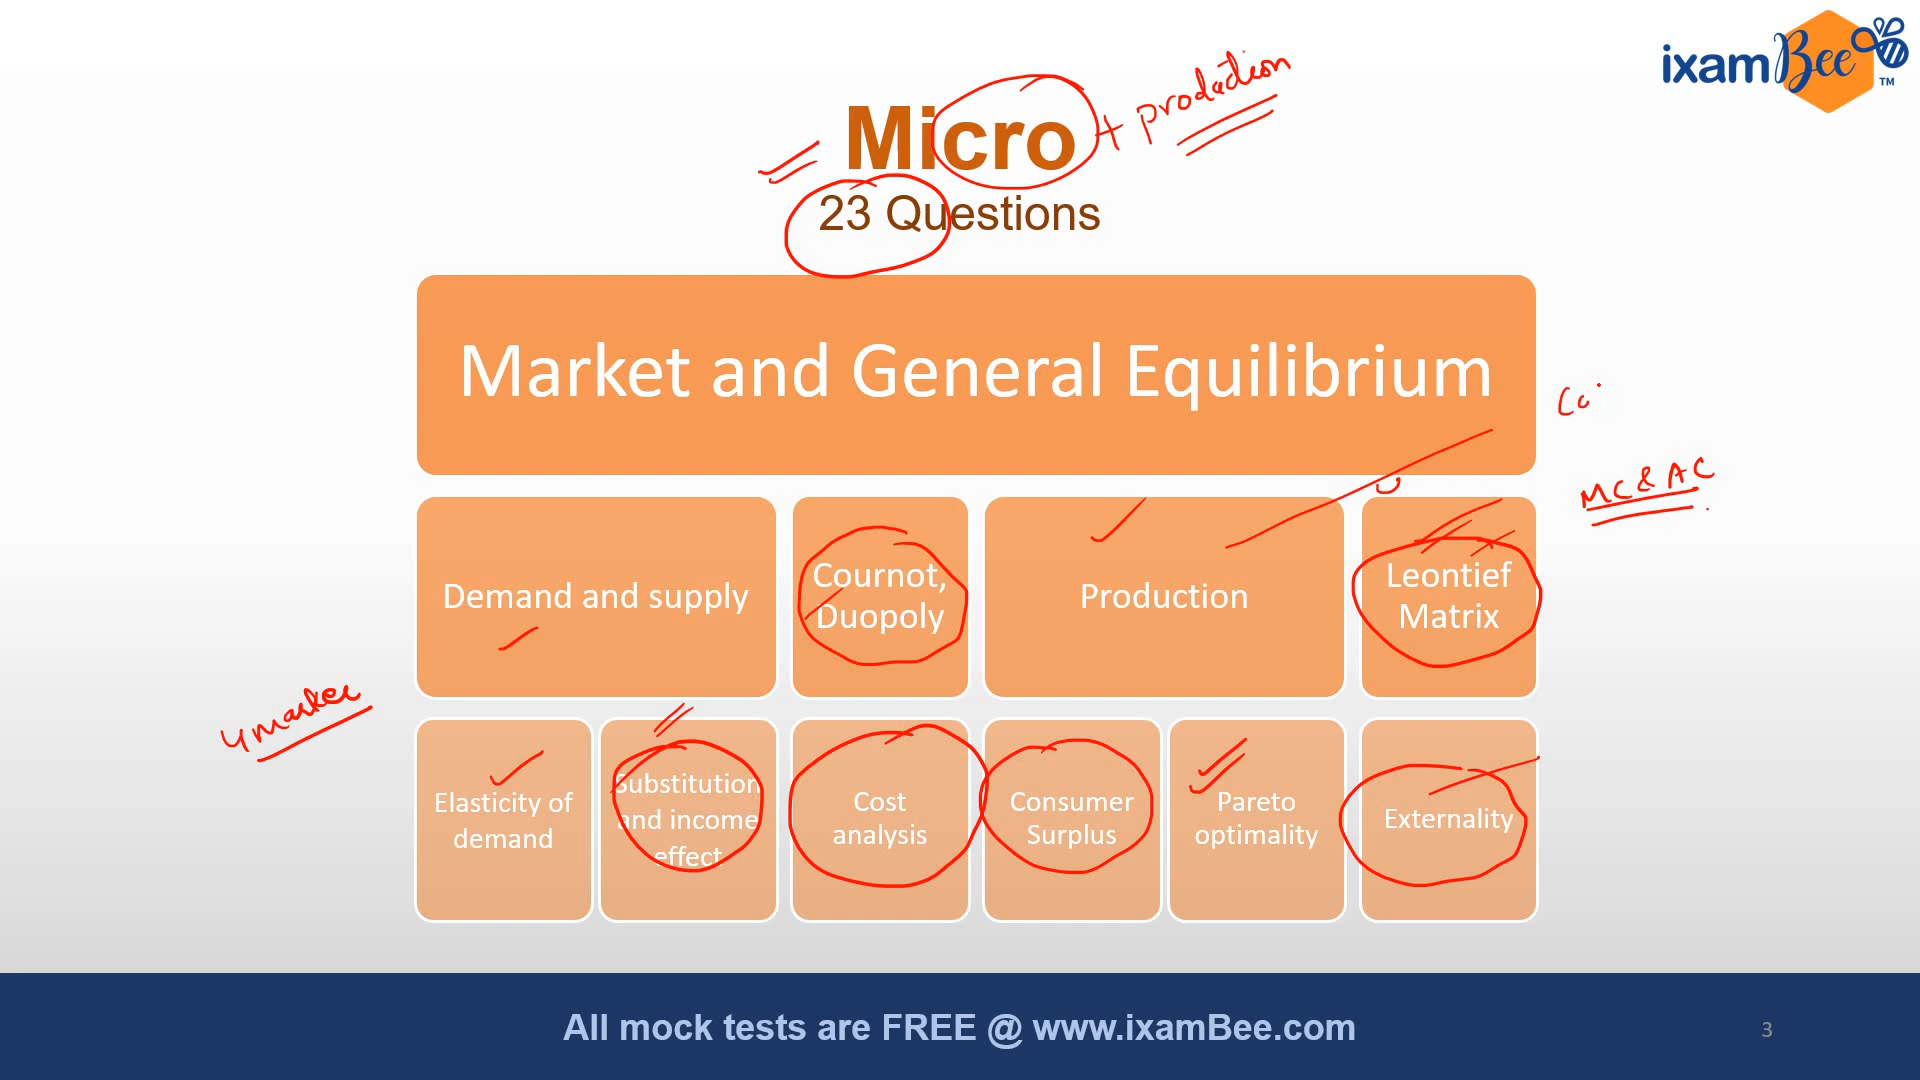 ixamBee TM
Micro + production
23 Questions
Market and General Equilibrium
Co
MC & AC
Demand and supply
Cournot,
Duopoly
Production
Leontief
Matrix
4 market
Elasticity of
demand
Substitution
and income
effect
Cost
analysis
Consumer
Surplus
Pareto
optimality
Externality
All mock tests are FREE @ www.ixamBee.com
3